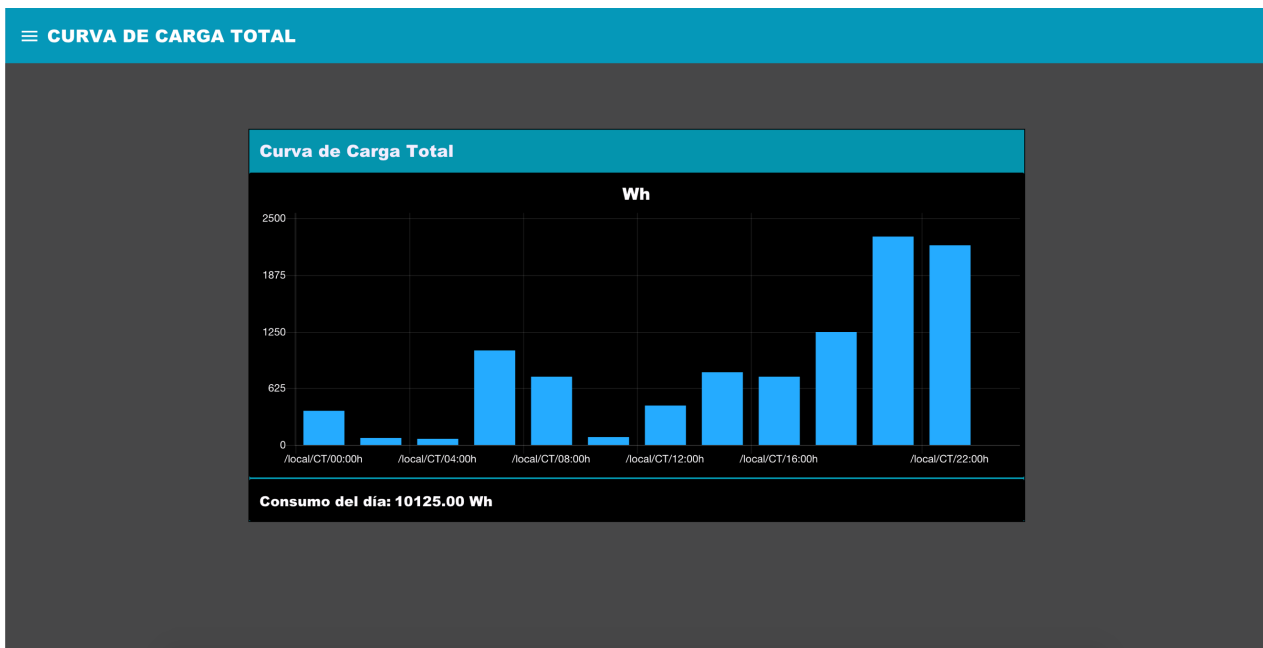 CURVA DE CARGA TOTAL
Curva de Carga Total
Wh
2500
1875
1250
625
0
/local/CT/00:00h /local/CT/04:00h /local/CT/08:00h /local/CT/12:00h /local/CT/16:00h /local/CT/22:00h
Consumo del día: 10125.00 Wh